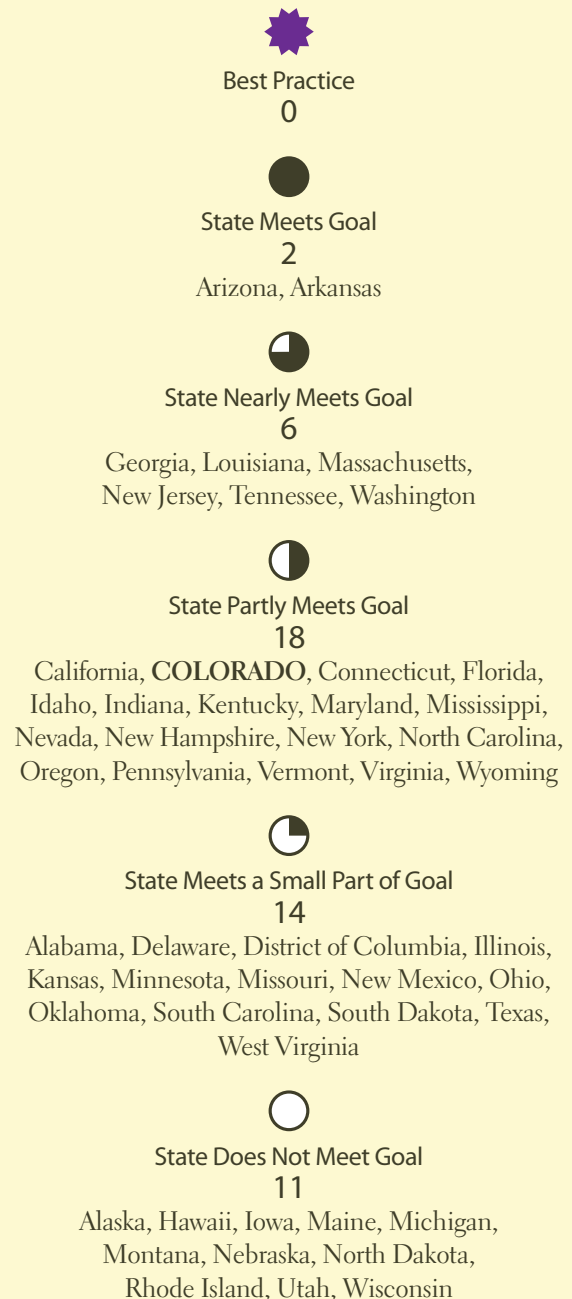 Best Practice
0
State Meets Goal
2
Arizona, Arkansas
State Nearly Meets Goal
6
Georgia, Louisiana, Massachusetts,
New Jersey, Tennessee, Washington
State Partly Meets Goal
18
California, COLORADO, Connecticut, Florida,
Idaho, Indiana, Kentucky, Maryland, Mississippi,
Nevada, New Hampshire, New York, North Carolina,
Oregon, Pennsylvania, Vermont, Virginia, Wyoming
State Meets a Small Part of Goal
14
Alabama, Delaware, District of Columbia, Illinois,
Kansas, Minnesota, Missouri, New Mexico, Ohio,
Oklahoma, South Carolina, South Dakota, Texas,
West Virginia
State Does Not Meet Goal
11
Alaska, Hawaii, Iowa, Maine, Michigan,
Montana, Nebraska, North Dakota,
Rhode Island, Utah, Wisconsin